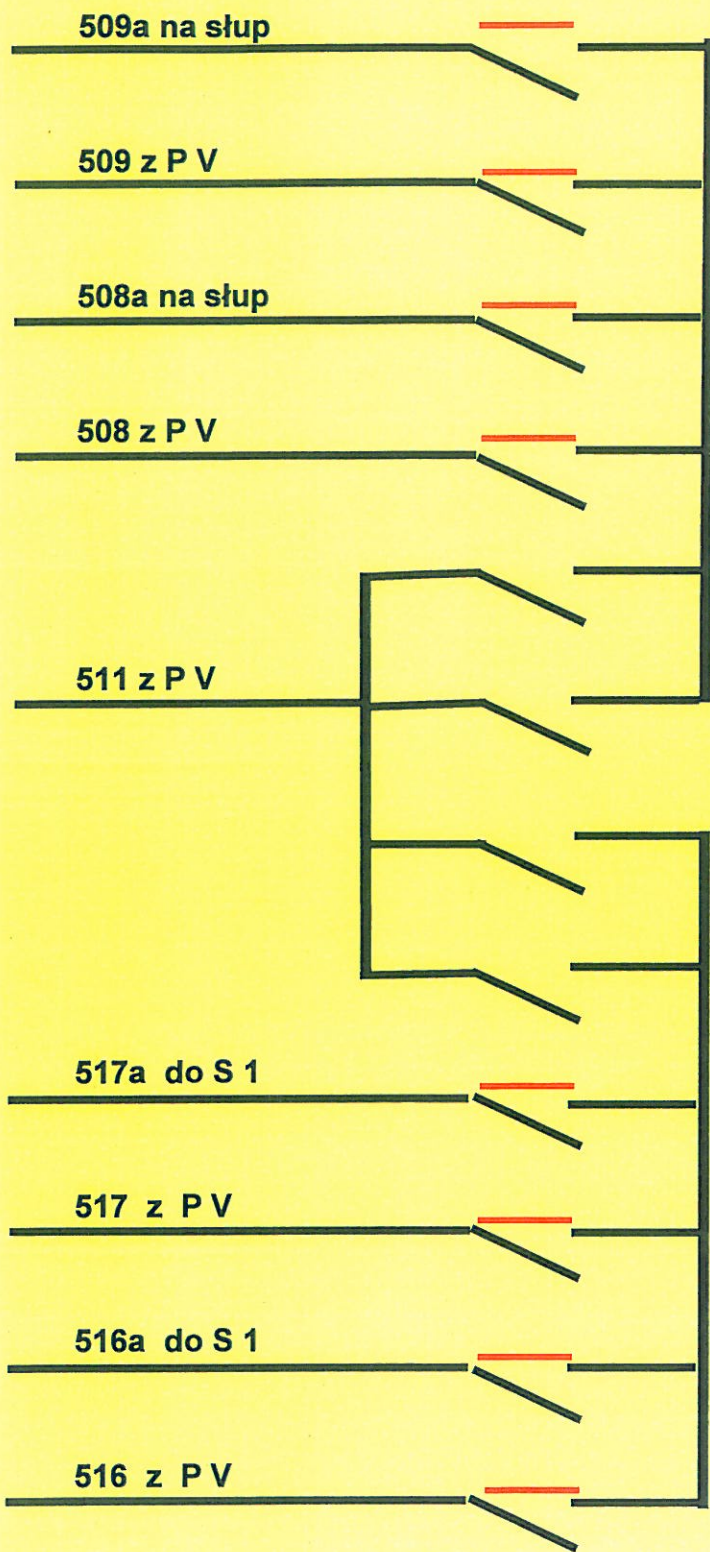 509a na słup
509 z P V
508a na słup
508 z P V
511 z P V
517a do S 1
517 z P V
516a do S 1
516 z P V